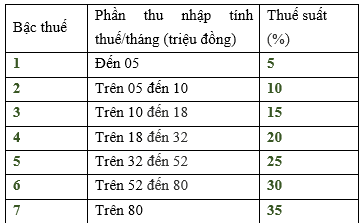 Bậc thuế Phần thu nhập tính thuế/tháng (triệu đồng) Thuế suất (%)
1 Đến 05 5
2 Trên 05 đến 10 10
3 Trên 10 đến 18 15
4 Trên 18 đến 32 20
5 Trên 32 đến 52 25
6 Trên 52 đến 80 30
7 Trên 80 35